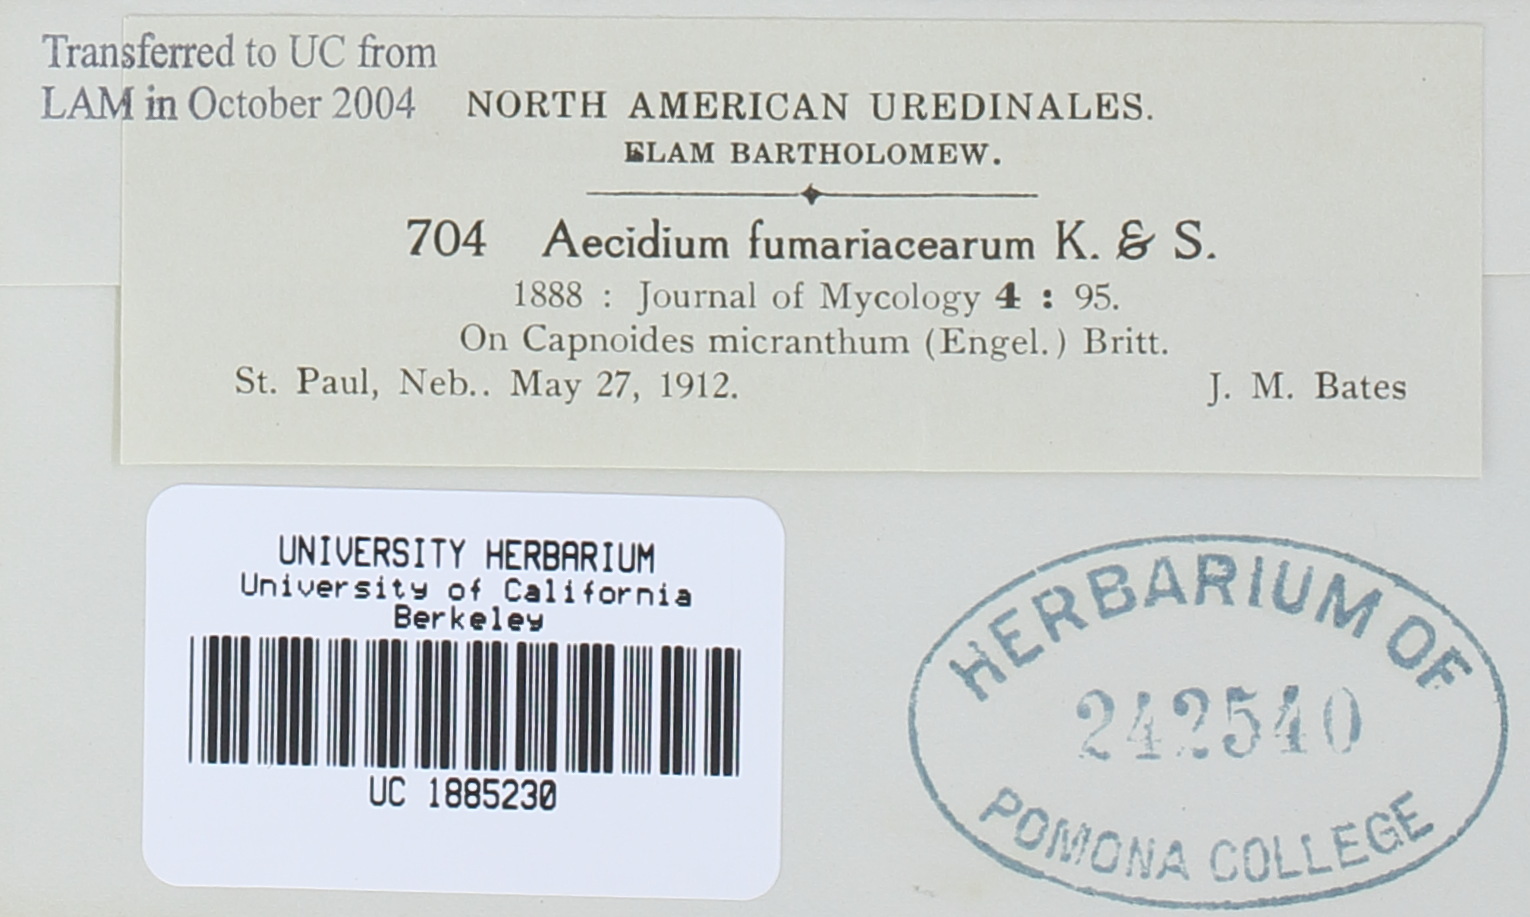 Transferred to UC from
LAM in October 2004
NORTH AMERICAN UREDINALES.
ELAM BARTHOLOMEW.
704 Aecidium fumariacearum K. & S.
1888 : Journal of Mycology 4 : 95.
On Capnoides micranthum (Engel.) Britt.
St. Paul, Neb.. May 27, 1912. J. M. Bates
UNIVERSITY HERBARIUM
University of California
Berkeley
UC 1885230
HERBARIUM OF
242540
POMONA COLLEGE